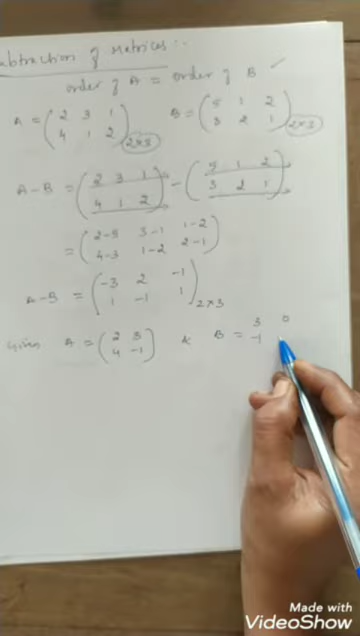 Subtraction of Matrices :-
order of A = order of B ✓
A = (2 3 1
4 1 2)2×3 B = (5 1 2
3 2 1)2×3
A-B = (2 3 1
4 1 2) - (5 1 2
3 2 1)
= (2-5 3-1 1-2
4-3 1-2 2-1)
A-B = (-3 2 -1
1 -1 1)2×3
Given A = (2 3
4 -1) & B = 3 0
-1
Made with
VideoShow